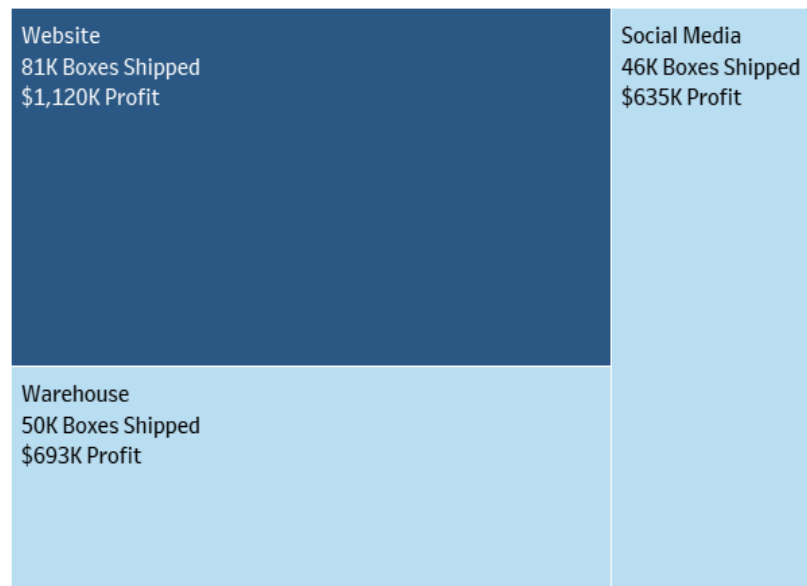 Website
81K Boxes Shipped
$1,120K Profit
Social Media
46K Boxes Shipped
$635K Profit
Warehouse
50K Boxes Shipped
$693K Profit